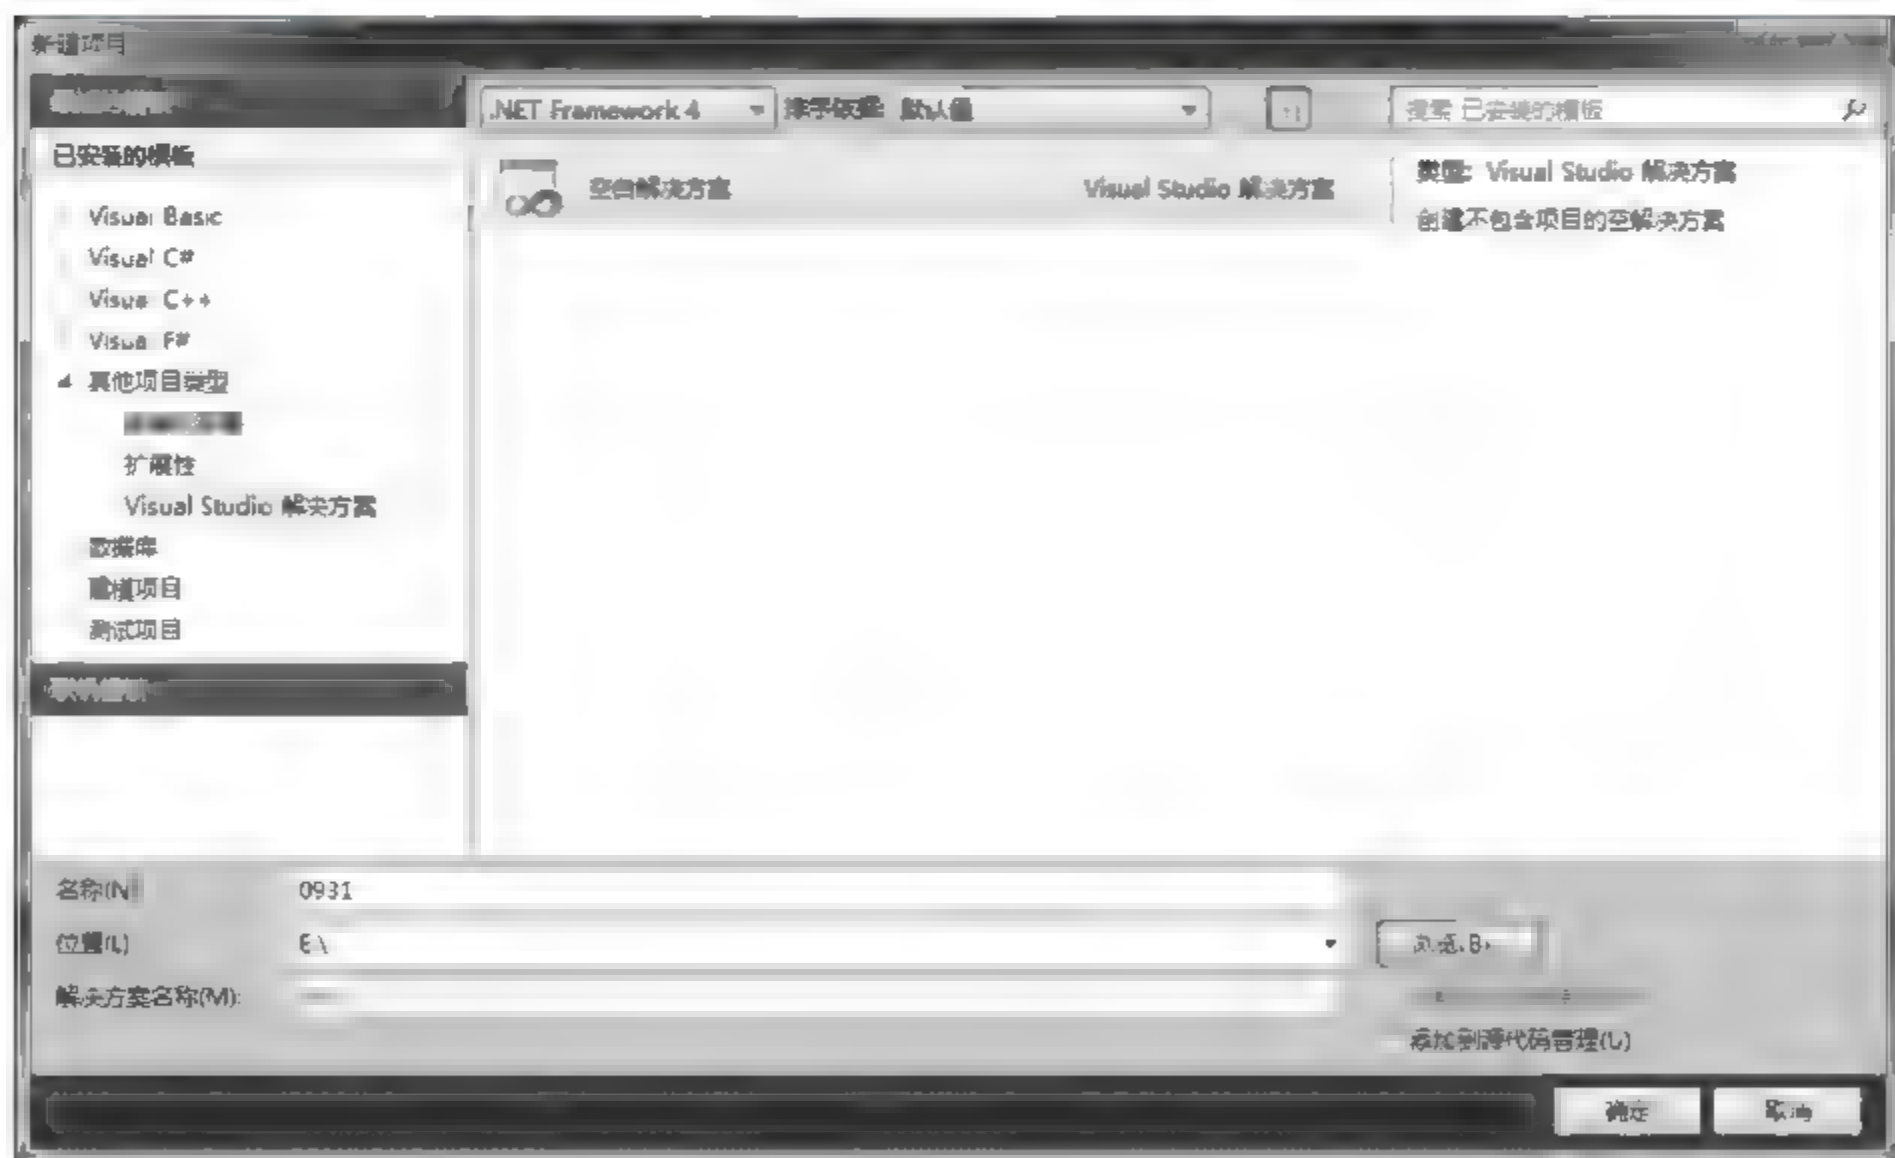 新建项目
.NET Framework 4 排序依据: 默认值
搜索 已安装的模板
已安装的模板
Visual Basic
Visual C#
Visual C++
Visual F#
其他项目类型
扩展性
Visual Studio 解决方案
数据库
建模项目
测试项目
空白解决方案 Visual Studio 解决方案
类型: Visual Studio 解决方案
创建不包含项目的空解决方案
名称(N) 0931
位置(L) E:\
浏览(B)
解决方案名称(M):
添加到源代码管理(U)
确定 取消